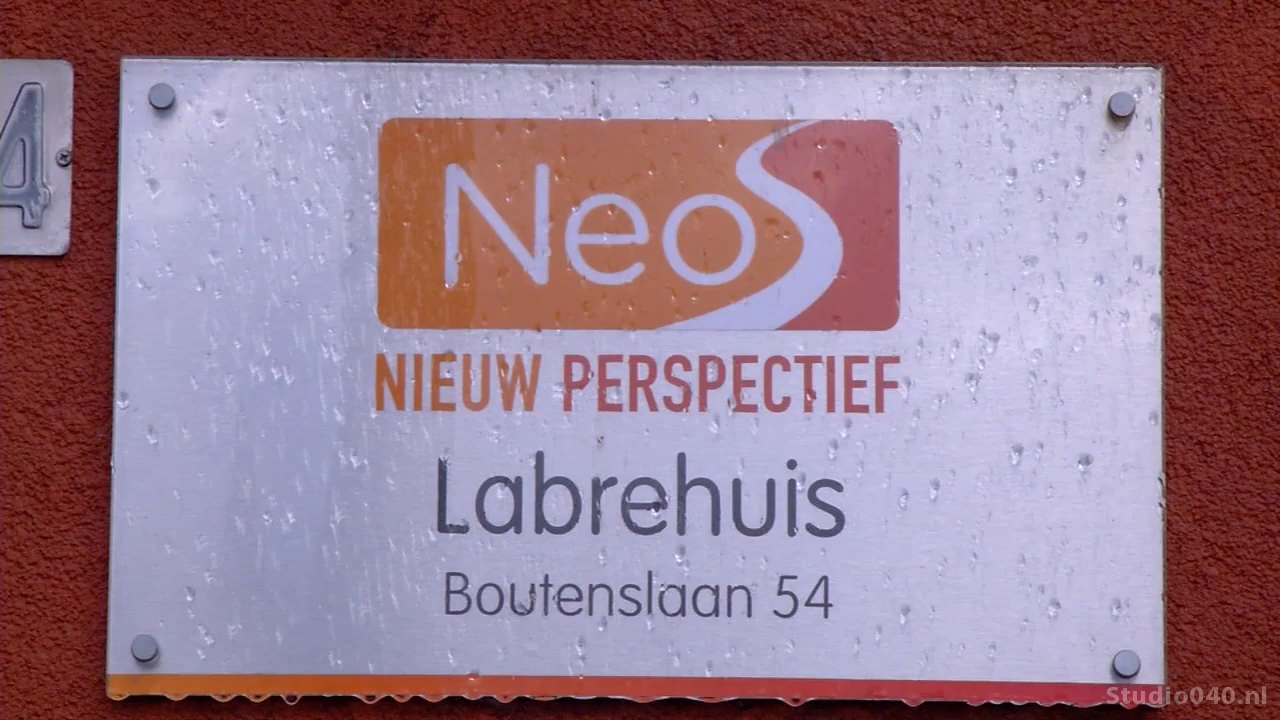 4
Neos
NIEUW PERSPECTIEF
Labrehuis
Boutenslaan 54
Studio040.nl